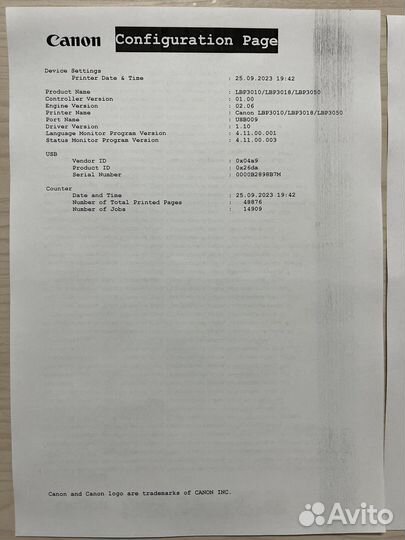 Canon Configuration Page
Device Settings
Printer Date & Time : 25.09.2023 19:42
Product Name : LBP3010/LBP3018/LBP3050
Controller Version : 01.00
Engine Version : 02.06
Printer Name : Canon LBP3010/LBP3018/LBP3050
Port Name : USB009
Driver Version : 1.10
Language Monitor Program Version : 4.11.00.001
Status Monitor Program Version : 4.11.00.003
USB
Vendor ID : 0x04a9
Product ID : 0x26da
Serial Number : 0000B2898B7M
Counter
Date and Time : 25.09.2023 19:42
Number of Total Printed Pages : 48876
Number of Jobs : 14909
Canon and Canon logo are trademarks of CANON INC.
Avito